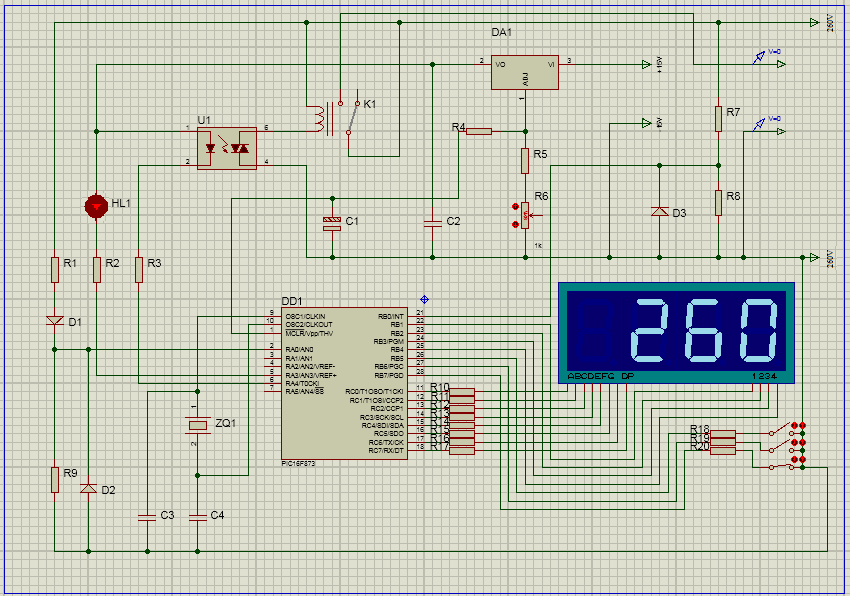 260V
DA1
V=0
2 VO VI 3
ADJ
1
+15V
K1
U1
1 6
2 4
R4
+5V
V=0
R7
R5
R6
R8
HL1
C1
C2
D3
1k
260V
R1
R2
R3
D1
DD1
9 OSC1/CLKIN RB0/INT 21
10 OSC2/CLKOUT RB1 22
1 MCLR/Vpp/THV RB2 23
RB3/PGM 24
2 RA0/AN0 RB4 25
3 RA1/AN1 RB5 26
4 RA2/AN2/VREF- RB6/PGC 27
5 RA3/AN3/VREF+ RB7/PGD 28
6 RA4/T0CKI
7 RA5/AN4/SS RC0/T1OSO/T1CKI 11
RC1/T1OSI/CCP2 12
RC2/CCP1 13
RC3/SCK/SCL 14
RC4/SDI/SDA 15
RC5/SDO 16
RC6/TX/CK 17
RC7/RX/DT 18
PIC16F873
260
ABCDEFG DP 1234
R10
R11
R12
R13
R14
R15
R16
R17
1
ZQ1
2
R18
R19
R20
R9
D2
C3
C4